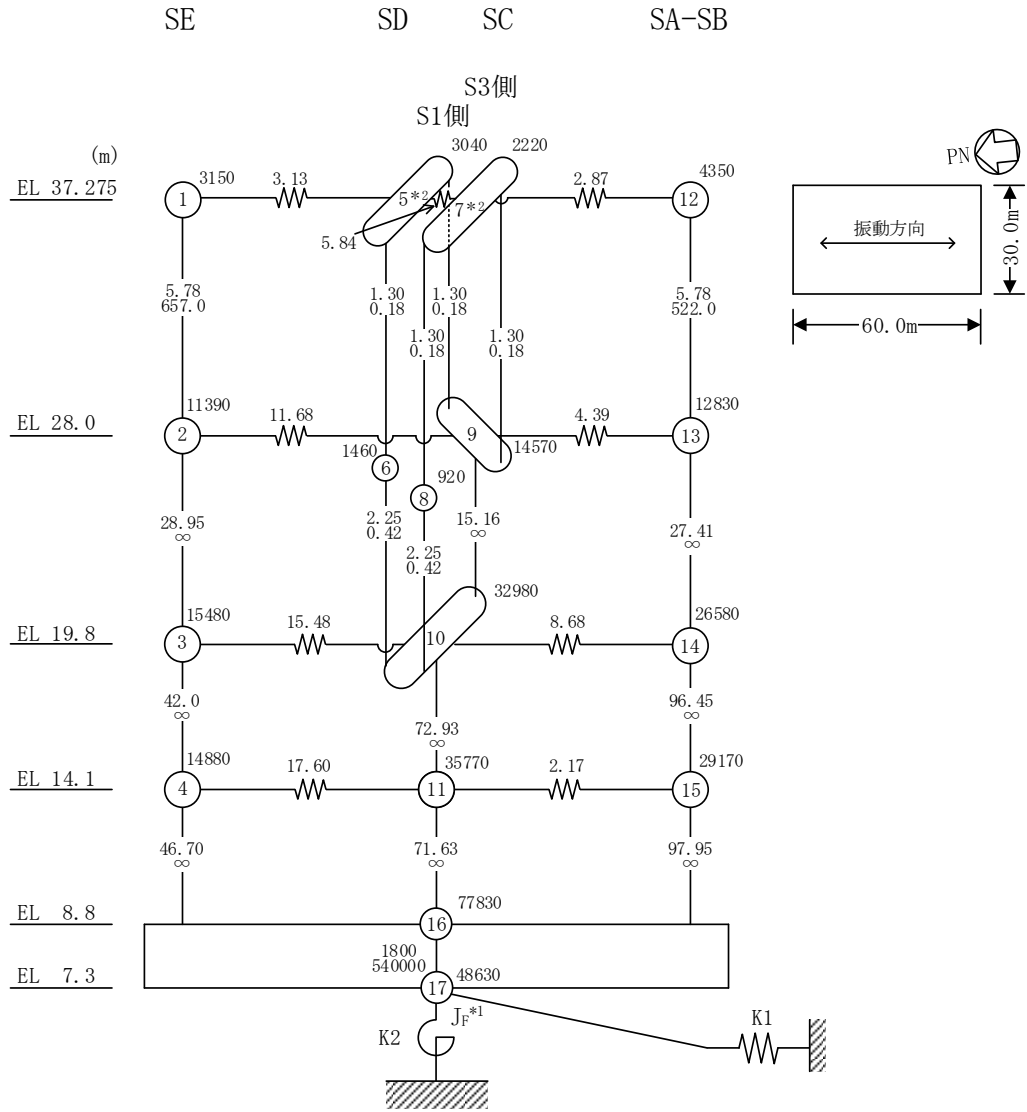 SE SD SC SA-SB
S3側
S1側
(m)
3040 2220
PN
EL 37.275
3150 3.13 2.87 4350
1 5*2 7*2 12
5.84
振動方向
30.0m
60.0m
5.78
657.0
1.30
0.18
1.30
0.18
1.30
0.18
1.30
0.18
5.78
522.0
EL 28.0
11390 11.68 4.39 12830
2 9 13
1460 14570
6
920
8
28.95
∞
2.25
0.42
2.25
0.42
15.16
∞
27.41
∞
32980
EL 19.8
15480 15.48 8.68 26580
3 10 14
42.0
∞
72.93
∞
96.45
∞
EL 14.1
14880 17.60 35770 2.17 29170
4 11 15
46.70
∞
71.63
∞
97.95
∞
EL 8.8
77830
16
1800
540000
EL 7.3
48630
17
JF*1
K2
K1